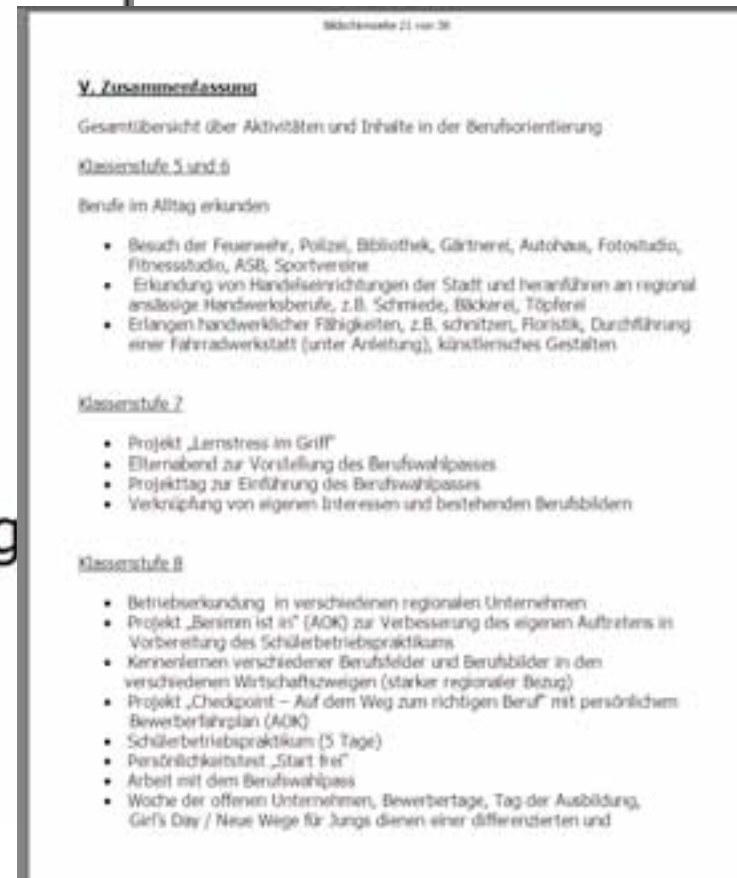 V. Zusammenfassung
Gesamtübersicht über Aktivitäten und Inhalte in der Berufsorientierung
Klassenstufe 5 und 6
Berufe im Alltag erkunden
• Besuch der Feuerwehr, Polizei, Bibliothek, Gärtnerei, Autohaus, Fotostudio,
Fitnessstudio, ASB, Sportvereine
• Erkundung von Handelseinrichtungen der Stadt und heranführen an regional
ansässige Handwerksberufe, z.B. Schmiede, Bäckerei, Töpferei
• Erlangen handwerklicher Fähigkeiten, z.B. schnitzen, Floristik, Durchführung
einer Fahrradwerkstatt (unter Anleitung), künstlerisches Gestalten
Klassenstufe 7
• Projekt „Lernstress im Griff“
• Elternabend zur Vorstellung des Berufswahlpasses
• Projekttag zur Einführung des Berufswahlpasses
• Verknüpfung von eigenen Interessen und bestehenden Berufsbildern
g
Klassenstufe 8
• Betriebserkundung in verschiedenen regionalen Unternehmen
• Projekt „Benimm ist in“ (AOK) zur Verbesserung des eigenen Auftretens in
Vorbereitung des Schülerbetriebspraktikums
• Kennenlernen verschiedener Berufsfelder und Berufsbilder in den
verschiedenen Wirtschaftszweigen (starker regionaler Bezug)
• Projekt „Checkpoint – Auf dem Weg zum richtigen Beruf“ mit persönlichem
Bewerberfahrplan (AOK)
• Schülerbetriebspraktikum (5 Tage)
• Persönlichkeitstest „Start frei“
• Arbeit mit dem Berufswahlpass
• Woche der offenen Unternehmen, Bewerbertage, Tag der Ausbildung,
Girl's Day / Neue Wege für Jungs dienen einer differenzierten und